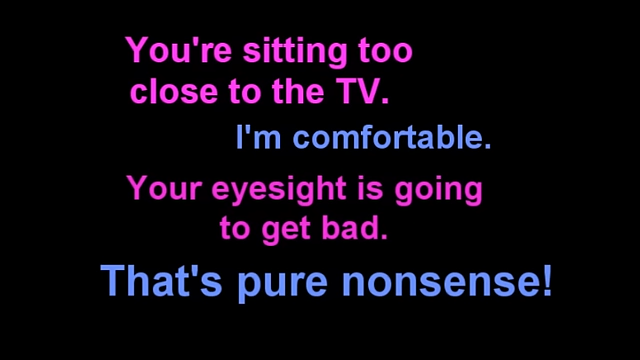 You're sitting too
close to the TV.
I'm comfortable.
Your eyesight is going
to get bad.
That's pure nonsense!